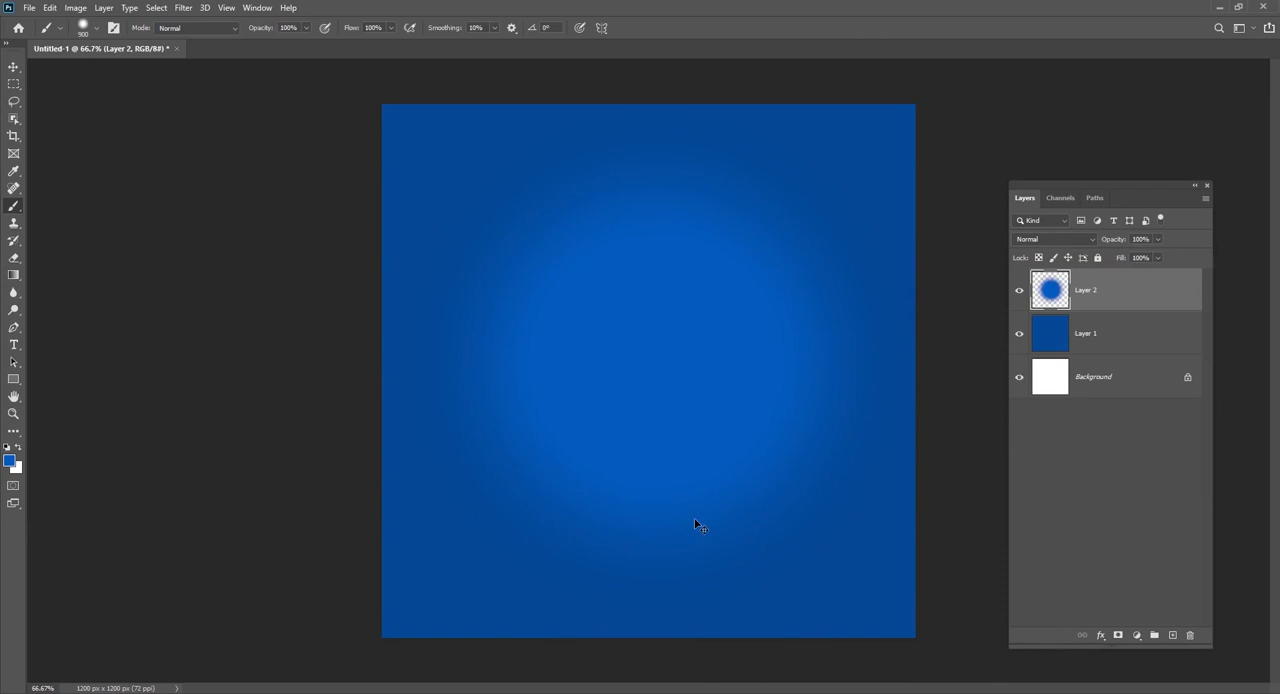 Ps File Edit Image Layer Type Select Filter 3D View Window Help
900 Mode: Normal Opacity: 100% Flow: 100% Smoothing: 10% 0°
Untitled-1 @ 66.7% (Layer 2, RGB/8#) * ×
Layers Channels Paths
Kind
Normal Opacity: 100%
Lock: Fill: 100%
Layer 2
Layer 1
Background
66.67% 1200 px x 1200 px (72 ppi)